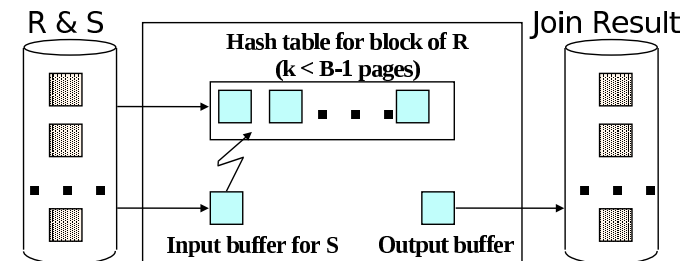 R & S
Join Result
Hash table for block of R
(k < B-1 pages)
Input buffer for S
Output buffer